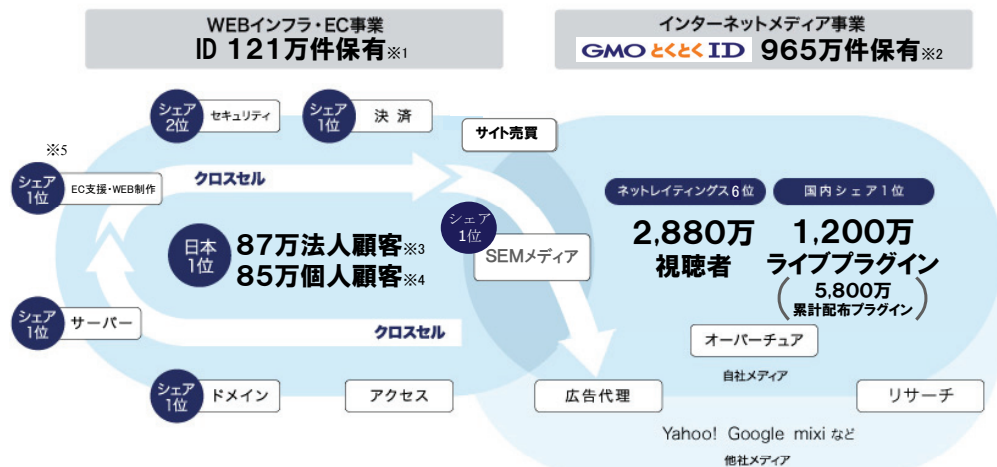 WEBインフラ・EC事業
ID 121万件保有※1
インターネットメディア事業
GMOとくとくID 965万件保有※2
シェア
2位
セキュリティ
シェア
1位
決済
サイト売買
※5
シェア
1位
EC支援・WEB制作
クロスセル
ネットレイティングス6位
国内シェア1位
シェア
1位
SEMメディア
日本
1位
87万法人顧客※3
85万個人顧客※4
2,880万
視聴者
1,200万
ライブプラグイン
(5,800万
累計配布プラグイン)
シェア
1位
サーバー
クロスセル
オーバーチュア
自社メディア
シェア
1位
ドメイン
アクセス
広告代理
リサーチ
Yahoo! Google mixi など
他社メディア